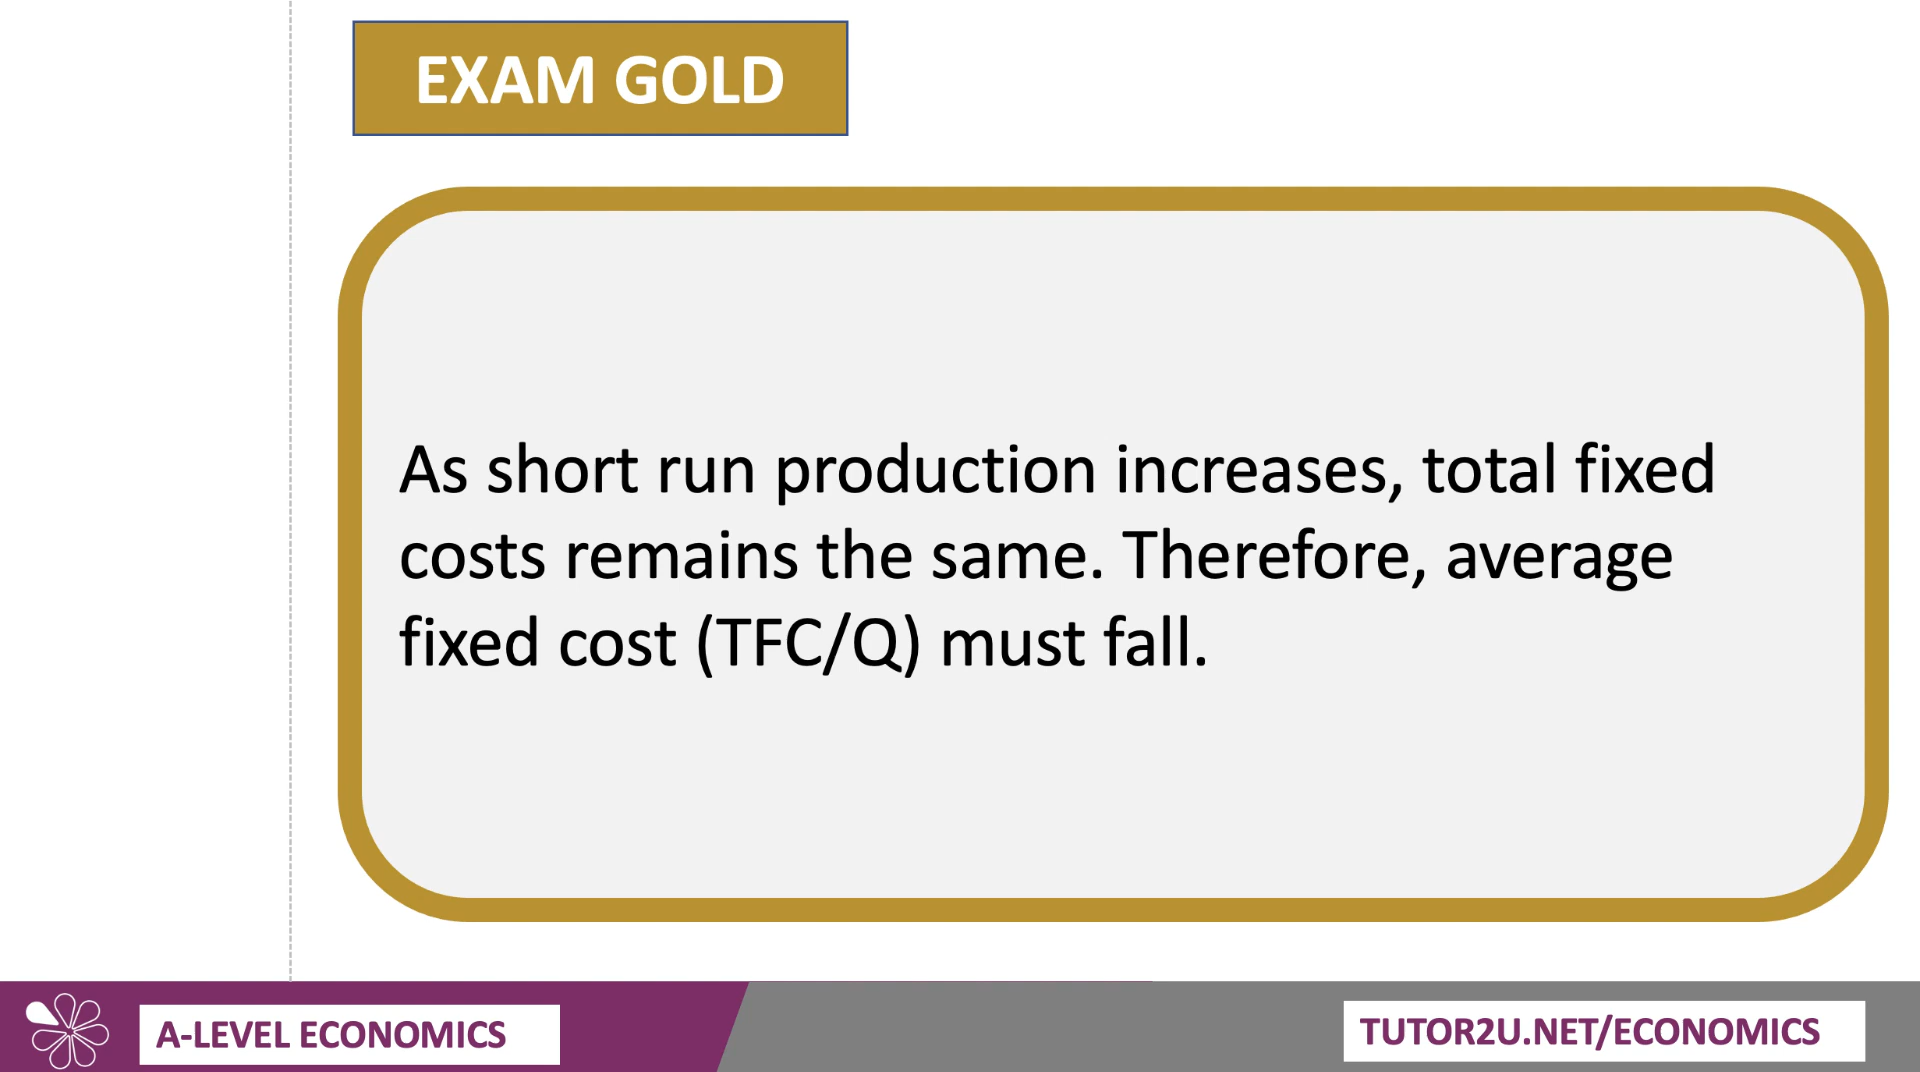 EXAM GOLD
As short run production increases, total fixed
costs remains the same. Therefore, average
fixed cost (TFC/Q) must fall.
A-LEVEL ECONOMICS
TUTOR2U.NET/ECONOMICS